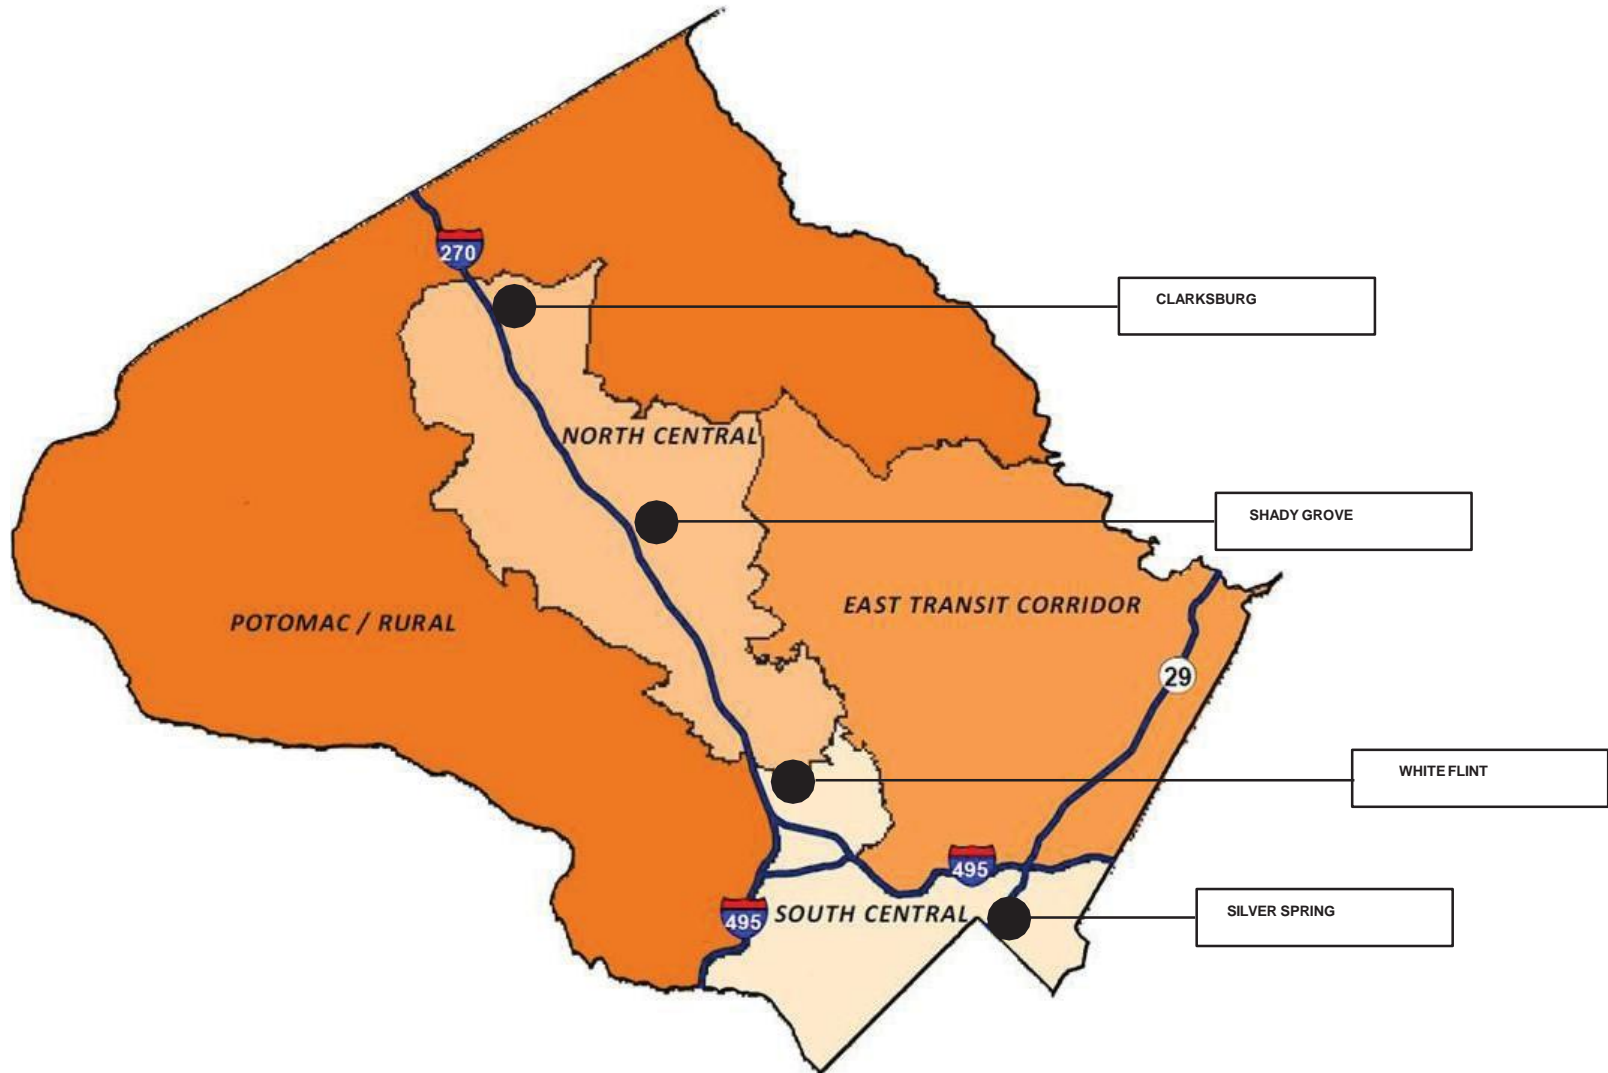 270
CLARKSBURG
NORTH CENTRAL
SHADY GROVE
EAST TRANSIT CORRIDOR
POTOMAC / RURAL
29
WHITE FLINT
495
495
SOUTH CENTRAL
SILVER SPRING